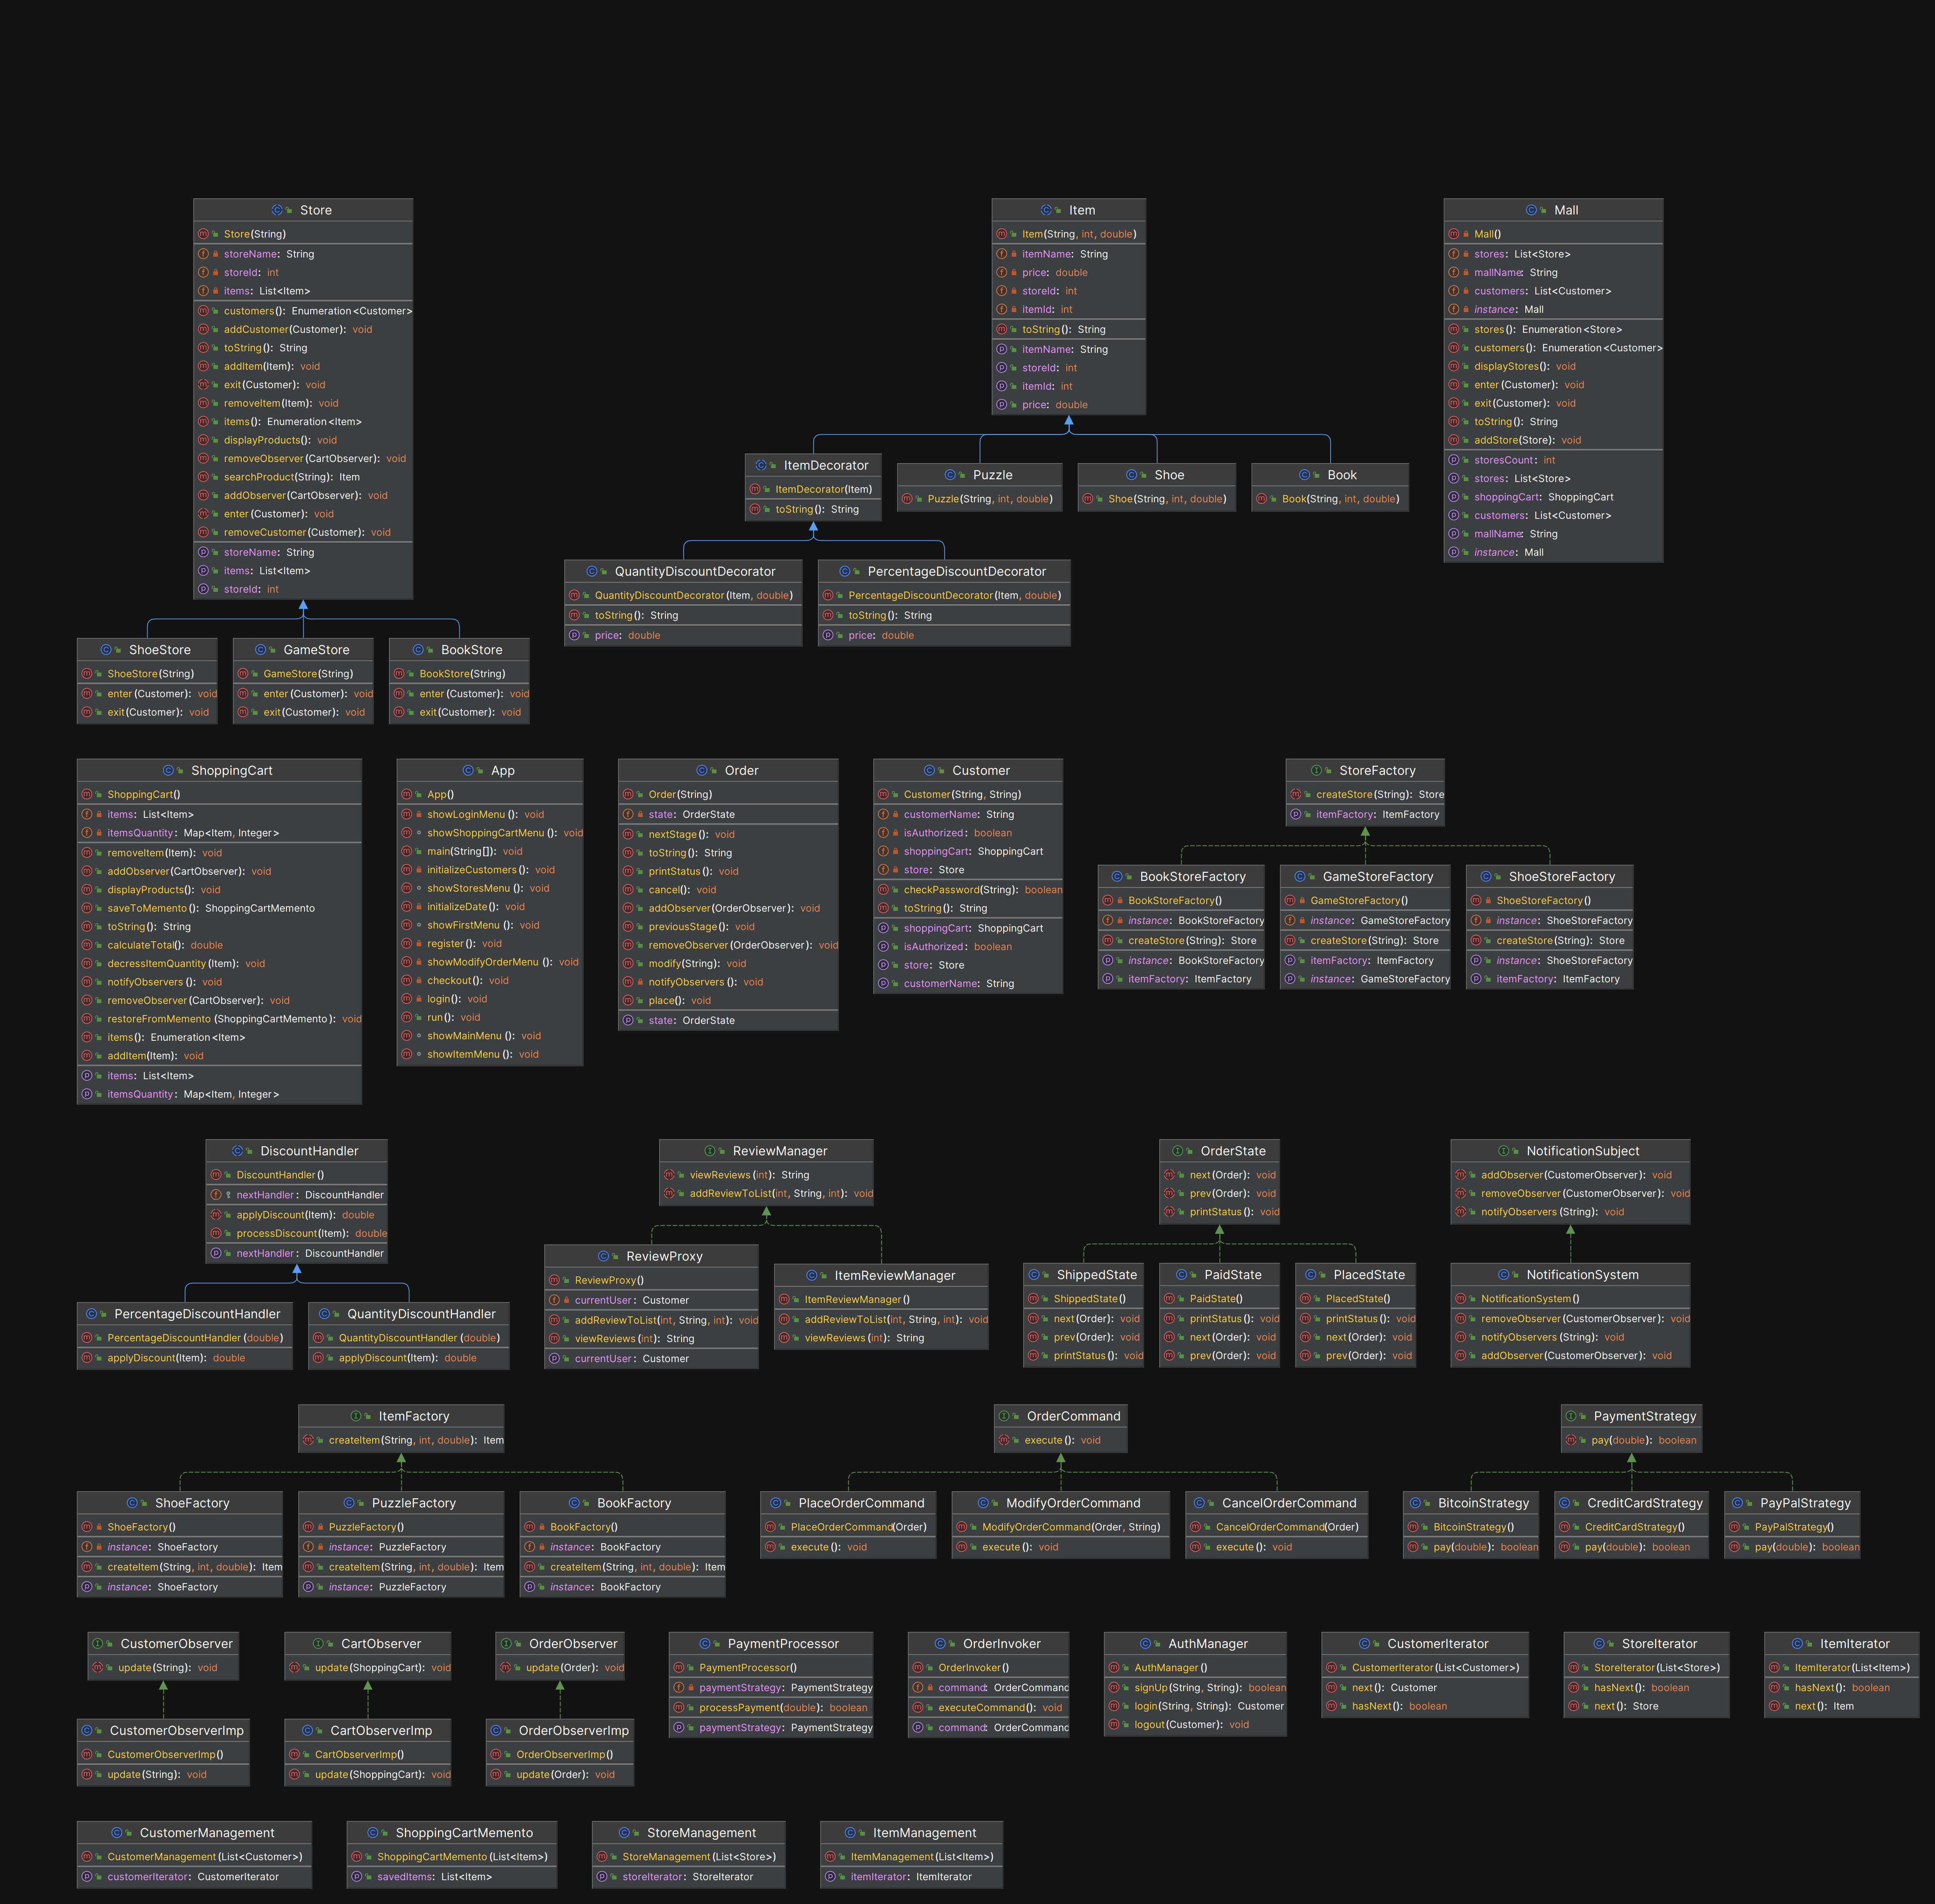 Store
Store(String)
storeName: String
storeId: int
items: List<Item>
customers(): Enumeration<Customer>
addCustomer(Customer): void
toString(): String
addItem(Item): void
exit(Customer): void
removeItem(Item): void
items(): Enumeration<Item>
displayProducts(): void
removeObserver(CartObserver): void
searchProduct(String): Item
addObserver(CartObserver): void
enter(Customer): void
removeCustomer(Customer): void
storeName: String
items: List<Item>
storeId: int
Item
Item(String, int, double)
itemName: String
price: double
storeId: int
itemId: int
toString(): String
itemName: String
storeId: int
itemId: int
price: double
Mall
Mall()
stores: List<Store>
mallName: String
customers: List<Customer>
instance: Mall
stores(): Enumeration<Store>
customers(): Enumeration<Customer>
displayStores(): void
enter(Customer): void
exit(Customer): void
toString(): String
addStore(Store): void
storesCount: int
stores: List<Store>
shoppingCart: ShoppingCart
customers: List<Customer>
mallName: String
instance: Mall
ItemDecorator
ItemDecorator(Item)
toString(): String
Puzzle
Puzzle(String, int, double)
Shoe
Shoe(String, int, double)
Book
Book(String, int, double)
QuantityDiscountDecorator
QuantityDiscountDecorator(Item, double)
toString(): String
price: double
PercentageDiscountDecorator
PercentageDiscountDecorator(Item, double)
toString(): String
price: double
ShoeStore
ShoeStore(String)
enter(Customer): void
exit(Customer): void
GameStore
GameStore(String)
enter(Customer): void
exit(Customer): void
BookStore
BookStore(String)
enter(Customer): void
exit(Customer): void
ShoppingCart
ShoppingCart()
items: List<Item>
itemsQuantity: Map<Item, Integer>
removeItem(Item): void
addObserver(CartObserver): void
displayProducts(): void
saveToMemento(): ShoppingCartMemento
toString(): String
calculateTotal(): double
decressItemQuantity(Item): void
notifyObservers(): void
removeObserver(CartObserver): void
restoreFromMemento(ShoppingCartMemento): void
items(): Enumeration<Item>
addItem(Item): void
items: List<Item>
itemsQuantity: Map<Item, Integer>
App
App()
showLoginMenu(): void
showShoppingCartMenu(): void
main(String[]): void
initializeCustomers(): void
showStoresMenu(): void
initializeDate(): void
showFirstMenu(): void
register(): void
showModifyOrderMenu(): void
checkout(): void
login(): void
run(): void
showMainMenu(): void
showItemMenu(): void
Order
Order(String)
state: OrderState
nextStage(): void
toString(): String
printStatus(): void
cancel(): void
addObserver(OrderObserver): void
previousStage(): void
removeObserver(OrderObserver): void
modify(String): void
notifyObservers(): void
place(): void
state: OrderState
Customer
Customer(String, String)
customerName: String
isAuthorized: boolean
shoppingCart: ShoppingCart
store: Store
checkPassword(String): boolean
toString(): String
shoppingCart: ShoppingCart
isAuthorized: boolean
store: Store
customerName: String
StoreFactory
createStore(String): Store
itemFactory: ItemFactory
BookStoreFactory
BookStoreFactory()
instance: BookStoreFactory
createStore(String): Store
instance: BookStoreFactory
itemFactory: ItemFactory
GameStoreFactory
GameStoreFactory()
instance: GameStoreFactory
createStore(String): Store
itemFactory: ItemFactory
instance: GameStoreFactory
ShoeStoreFactory
ShoeStoreFactory()
instance: ShoeStoreFactory
createStore(String): Store
instance: ShoeStoreFactory
itemFactory: ItemFactory
DiscountHandler
DiscountHandler()
nextHandler: DiscountHandler
applyDiscount(Item): double
processDiscount(Item): double
nextHandler: DiscountHandler
PercentageDiscountHandler
PercentageDiscountHandler(double)
applyDiscount(Item): double
QuantityDiscountHandler
QuantityDiscountHandler(double)
applyDiscount(Item): double
ReviewManager
viewReviews(int): String
addReviewToList(int, String, int): void
ReviewProxy
ReviewProxy()
currentUser: Customer
addReviewToList(int, String, int): void
viewReviews(int): String
currentUser: Customer
ItemReviewManager
ItemReviewManager()
addReviewToList(int, String, int): void
viewReviews(int): String
OrderState
next(Order): void
prev(Order): void
printStatus(): void
ShippedState
ShippedState()
next(Order): void
prev(Order): void
printStatus(): void
PaidState
PaidState()
printStatus(): void
next(Order): void
prev(Order): void
PlacedState
PlacedState()
printStatus(): void
next(Order): void
prev(Order): void
NotificationSubject
addObserver(CustomerObserver): void
removeObserver(CustomerObserver): void
notifyObservers(String): void
NotificationSystem
NotificationSystem()
removeObserver(CustomerObserver): void
notifyObservers(String): void
addObserver(CustomerObserver): void
ItemFactory
createItem(String, int, double): Item
ShoeFactory
ShoeFactory()
instance: ShoeFactory
createItem(String, int, double): Item
instance: ShoeFactory
PuzzleFactory
PuzzleFactory()
instance: PuzzleFactory
createItem(String, int, double): Item
instance: PuzzleFactory
BookFactory
BookFactory()
instance: BookFactory
createItem(String, int, double): Item
instance: BookFactory
OrderCommand
execute(): void
PlaceOrderCommand
PlaceOrderCommand(Order)
execute(): void
ModifyOrderCommand
ModifyOrderCommand(Order, String)
execute(): void
CancelOrderCommand
CancelOrderCommand(Order)
execute(): void
PaymentStrategy
pay(double): boolean
BitcoinStrategy
BitcoinStrategy()
pay(double): boolean
CreditCardStrategy
CreditCardStrategy()
pay(double): boolean
PayPalStrategy
PayPalStrategy()
pay(double): boolean
CustomerObserver
update(String): void
CustomerObserverImp
CustomerObserverImp()
update(String): void
CartObserver
update(ShoppingCart): void
CartObserverImp
CartObserverImp()
update(ShoppingCart): void
OrderObserver
update(Order): void
OrderObserverImp
OrderObserverImp()
update(Order): void
PaymentProcessor
PaymentProcessor()
paymentStrategy: PaymentStrategy
processPayment(double): boolean
paymentStrategy: PaymentStrategy
OrderInvoker
OrderInvoker()
command: OrderCommand
executeCommand(): void
command: OrderCommand
AuthManager
AuthManager()
signUp(String, String): boolean
login(String, String): Customer
logout(Customer): void
CustomerIterator
CustomerIterator(List<Customer>)
next(): Customer
hasNext(): boolean
StoreIterator
StoreIterator(List<Store>)
hasNext(): boolean
next(): Store
ItemIterator
ItemIterator(List<Item>)
hasNext(): boolean
next(): Item
CustomerManagement
CustomerManagement(List<Customer>)
customerIterator: CustomerIterator
ShoppingCartMemento
ShoppingCartMemento(List<Item>)
savedItems: List<Item>
StoreManagement
StoreManagement(List<Store>)
storeIterator: StoreIterator
ItemManagement
ItemManagement(List<Item>)
itemIterator: ItemIterator